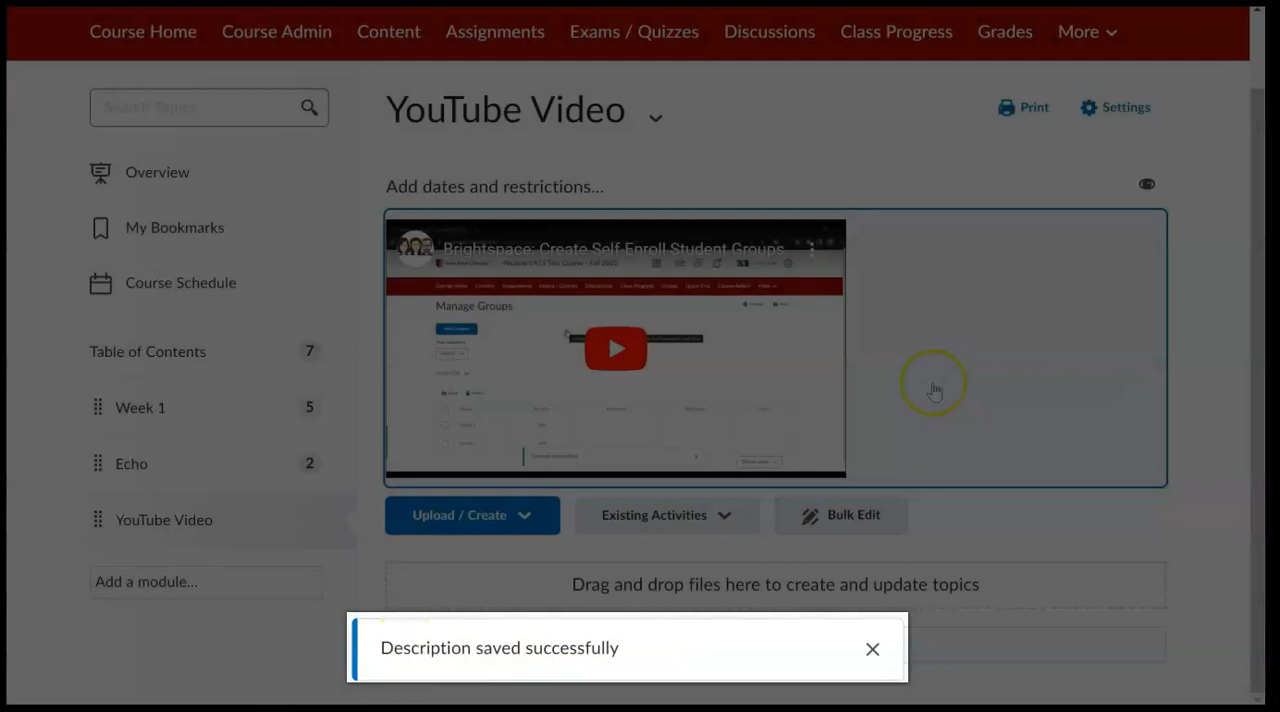 Course Home Course Admin Content Assignments Exams / Quizzes Discussions Class Progress Grades More
Search Topics
YouTube Video
Print Settings
Overview
Add dates and restrictions...
My Bookmarks
Brightspace: Create Self-Enroll Student Groups
Course Schedule
Manage Groups
Table of Contents 7
Week 1 5
Echo 2
YouTube Video
Upload / Create Existing Activities Bulk Edit
Add a module...
Drag and drop files here to create and update topics
Description saved successfully